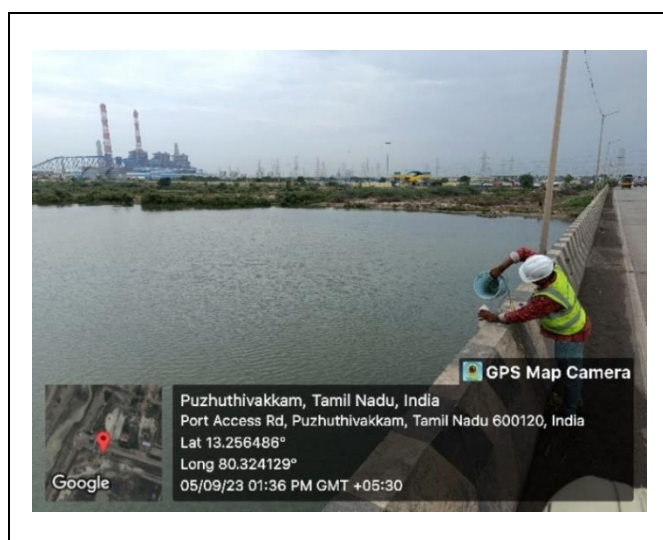 GPS Map Camera
Puzhuthivakkam, Tamil Nadu, India
Port Access Rd, Puzhuthivakkam, Tamil Nadu 600120, India
Lat 13.256486°
Long 80.324129°
05/09/23 01:36 PM GMT +05:30
Google